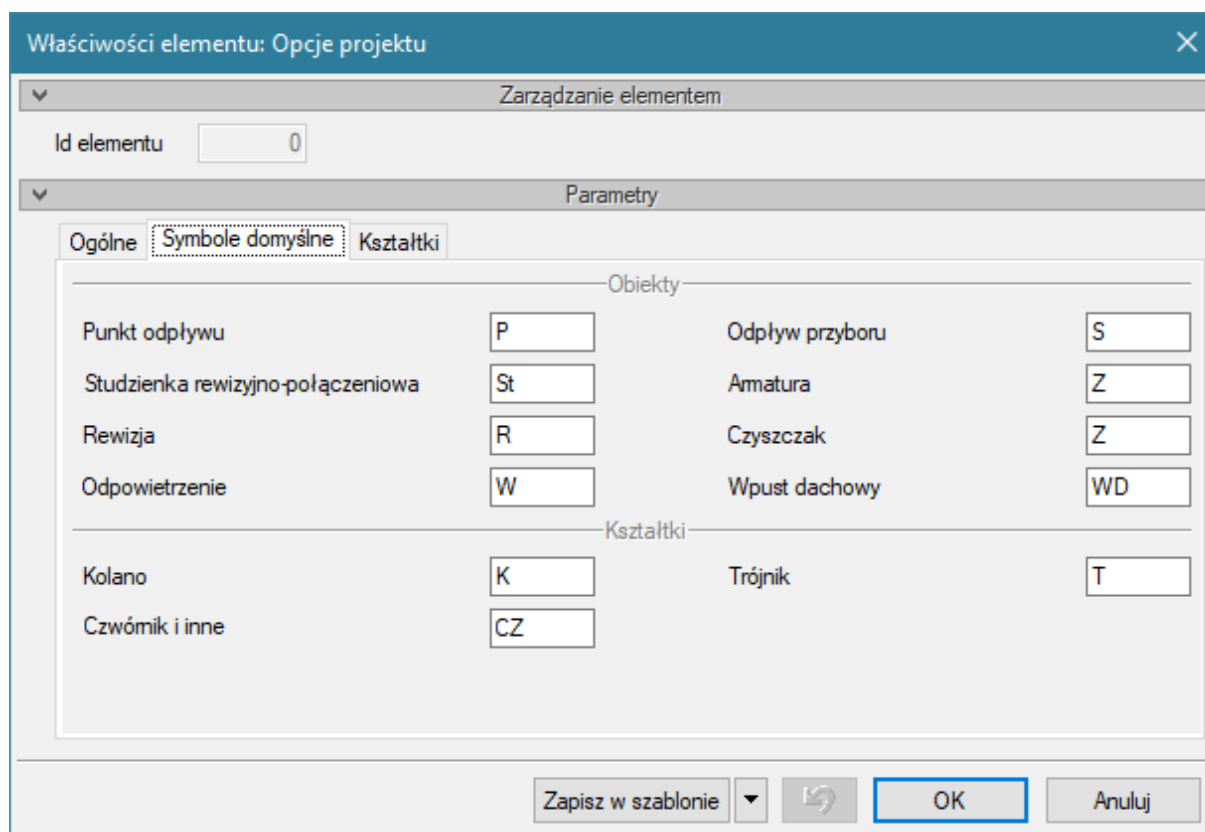 Właściwości elementu: Opcje projektu
Zarządzanie elementem
Id elementu 0
Parametry
Ogólne Symbole domyślne Kształtki
Obiekty
Punkt odpływu P Odpływ przyboru S
Studzienka rewizyjno-połączeniowa St Armatura Z
Rewizja R Czyszczak Z
Odpowietrzenie W Wpust dachowy WD
Kształtki
Kolano K Trójnik T
Czwórnik i inne CZ
Zapisz w szablonie OK Anuluj